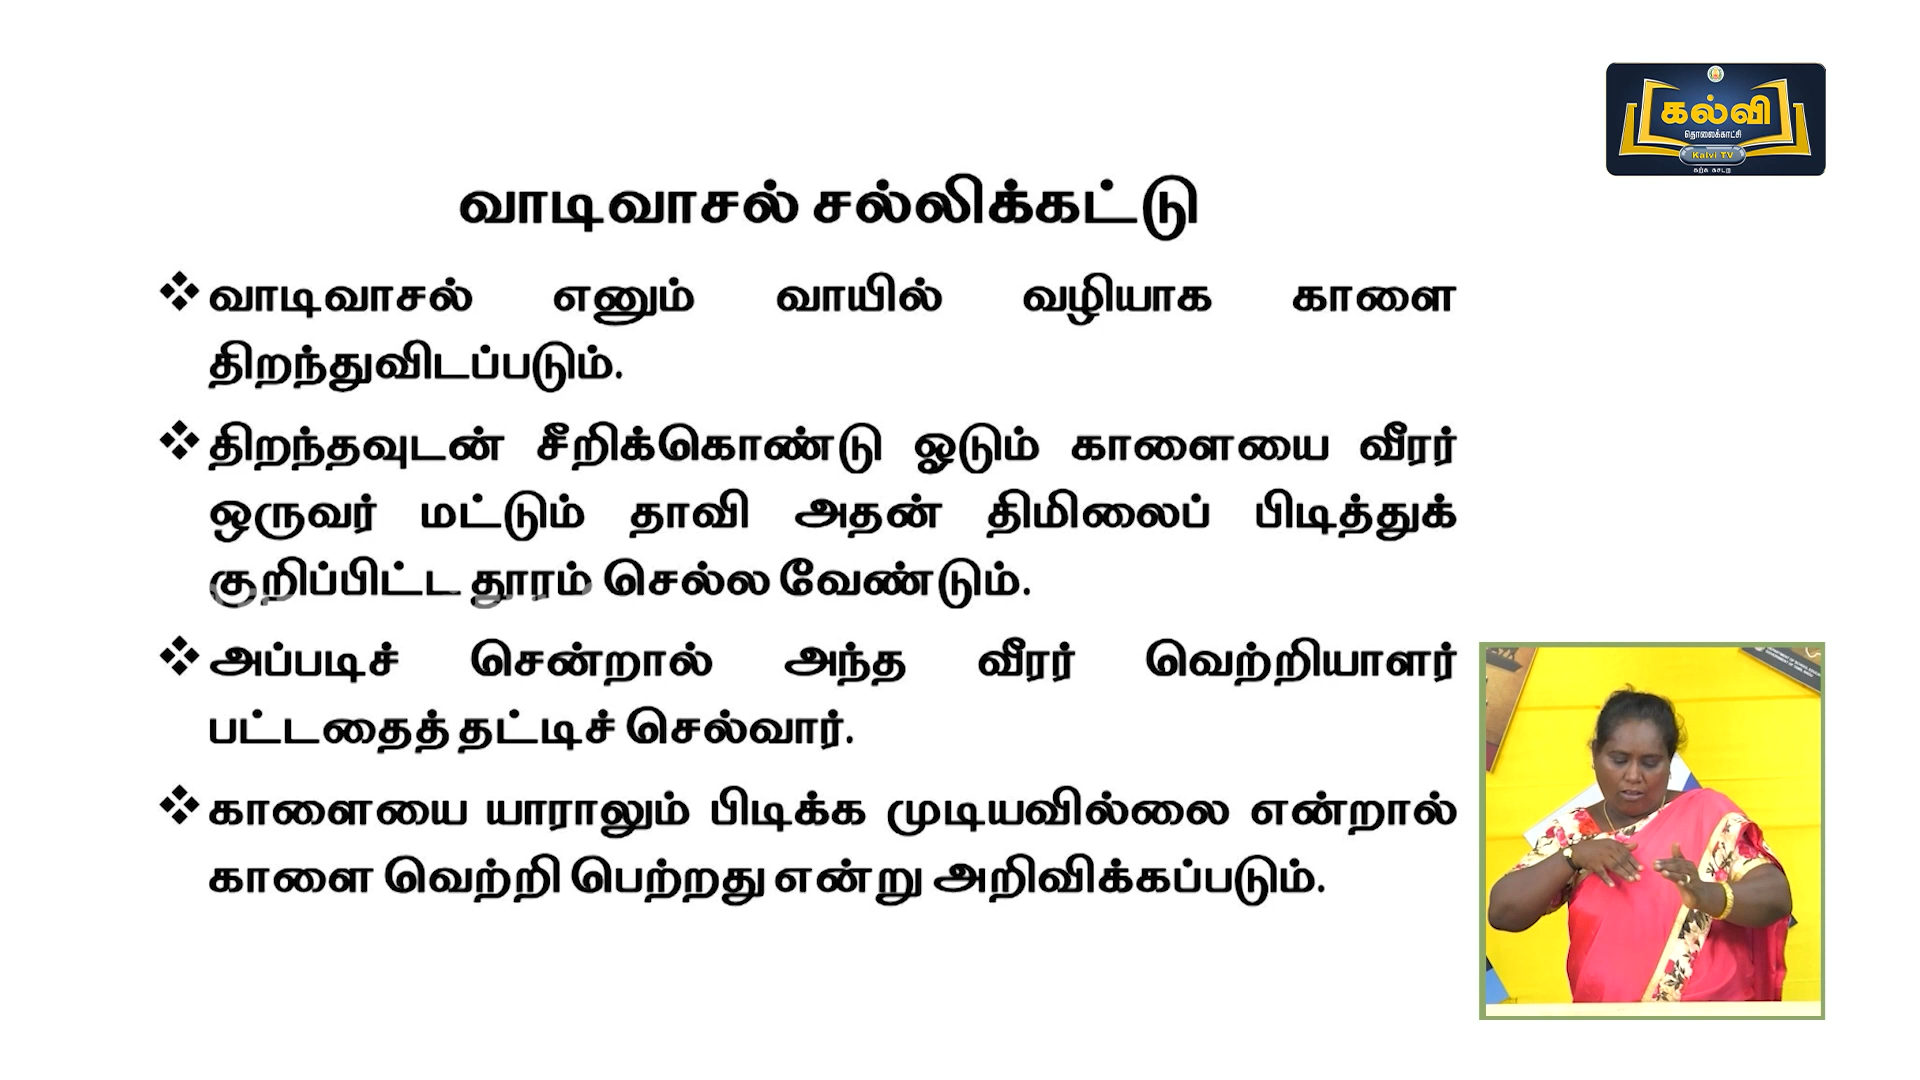 கல்வி
தொலைக்காட்சி
Kalvi TV
வாடிவாசல் சல்லிக்கட்டு
❖வாடிவாசல் எனும் வாயில் வழியாக காளை
திறந்துவிடப்படும்.
❖திறந்தவுடன் சீறிக்கொண்டு ஓடும் காளையை வீரர்
ஒருவர் மட்டும் தாவி அதன் திமிலைப் பிடித்துக்
குறிப்பிட்ட தூரம் செல்ல வேண்டும்.
❖அப்படிச் சென்றால் அந்த வீரர் வெற்றியாளர்
பட்டதைத் தட்டிச் செல்வார்.
❖காளையை யாராலும் பிடிக்க முடியவில்லை என்றால்
காளை வெற்றி பெற்றது என்று அறிவிக்கப்படும்.